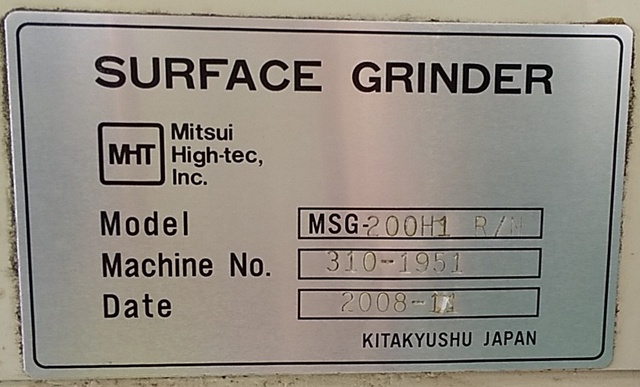 SURFACE GRINDER
MHT
Mitsui
High-tec,
Inc.
Model MSG-200H1
Machine No. 310-1951
Date
KITAKYUSHU JAPAN